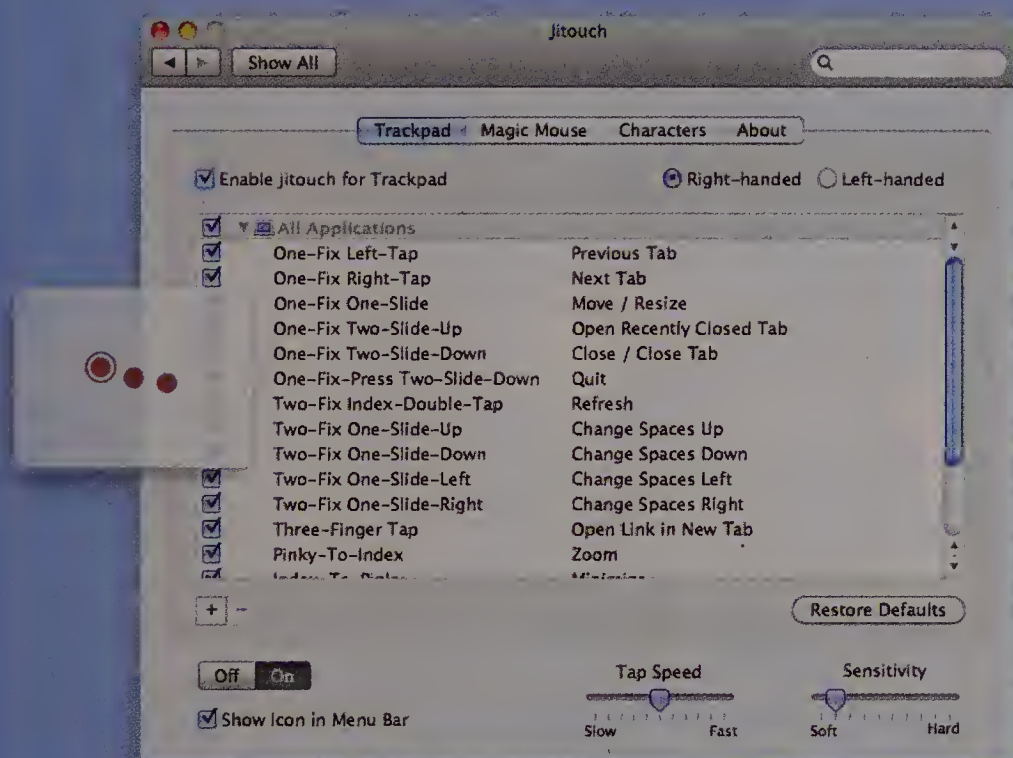 Jitouch
Show All
Trackpad Magic Mouse Characters About
Enable jitouch for Trackpad Right-handed Left-handed
All Applications
One-Fix Left-Tap Previous Tab
One-Fix Right-Tap Next Tab
One-Fix One-Slide Move / Resize
One-Fix Two-Slide-Up Open Recently Closed Tab
One-Fix Two-Slide-Down Close / Close Tab
One-Fix-Press Two-Slide-Down Quit
Two-Fix Index-Double-Tap Refresh
Two-Fix One-Slide-Up Change Spaces Up
Two-Fix One-Slide-Down Change Spaces Down
Two-Fix One-Slide-Left Change Spaces Left
Two-Fix One-Slide-Right Change Spaces Right
Three-Finger Tap Open Link in New Tab
Pinky-To-Index Zoom
+ - Restore Defaults
Off On Tap Speed Sensitivity
Show Icon in Menu Bar
Slow Fast Soft Hard